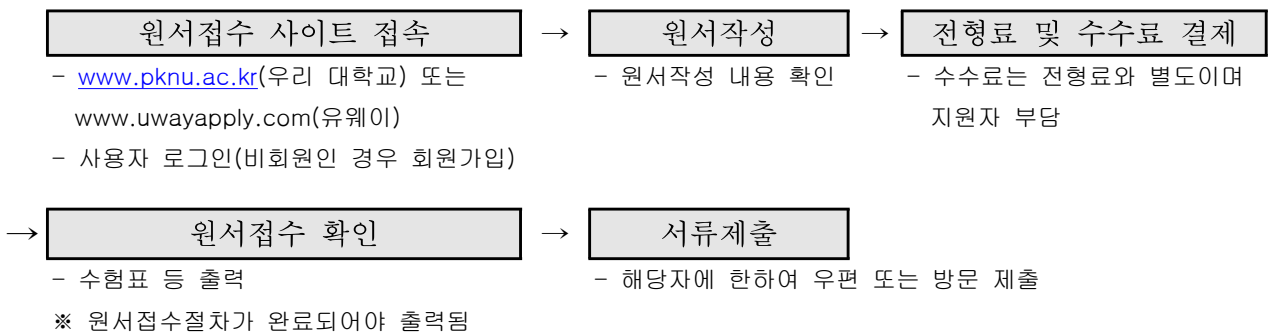 원서접수 사이트 접속 → 원서작성 → 전형료 및 수수료 결제
- www.pknu.ac.kr(우리 대학교) 또는
www.uwayapply.com(유웨이)
- 사용자 로그인(비회원인 경우 회원가입)
- 원서작성 내용 확인
- 수수료는 전형료와 별도이며
지원자 부담
→ 원서접수 확인 → 서류제출
- 수험표 등 출력
※ 원서접수절차가 완료되어야 출력됨
- 해당자에 한하여 우편 또는 방문 제출